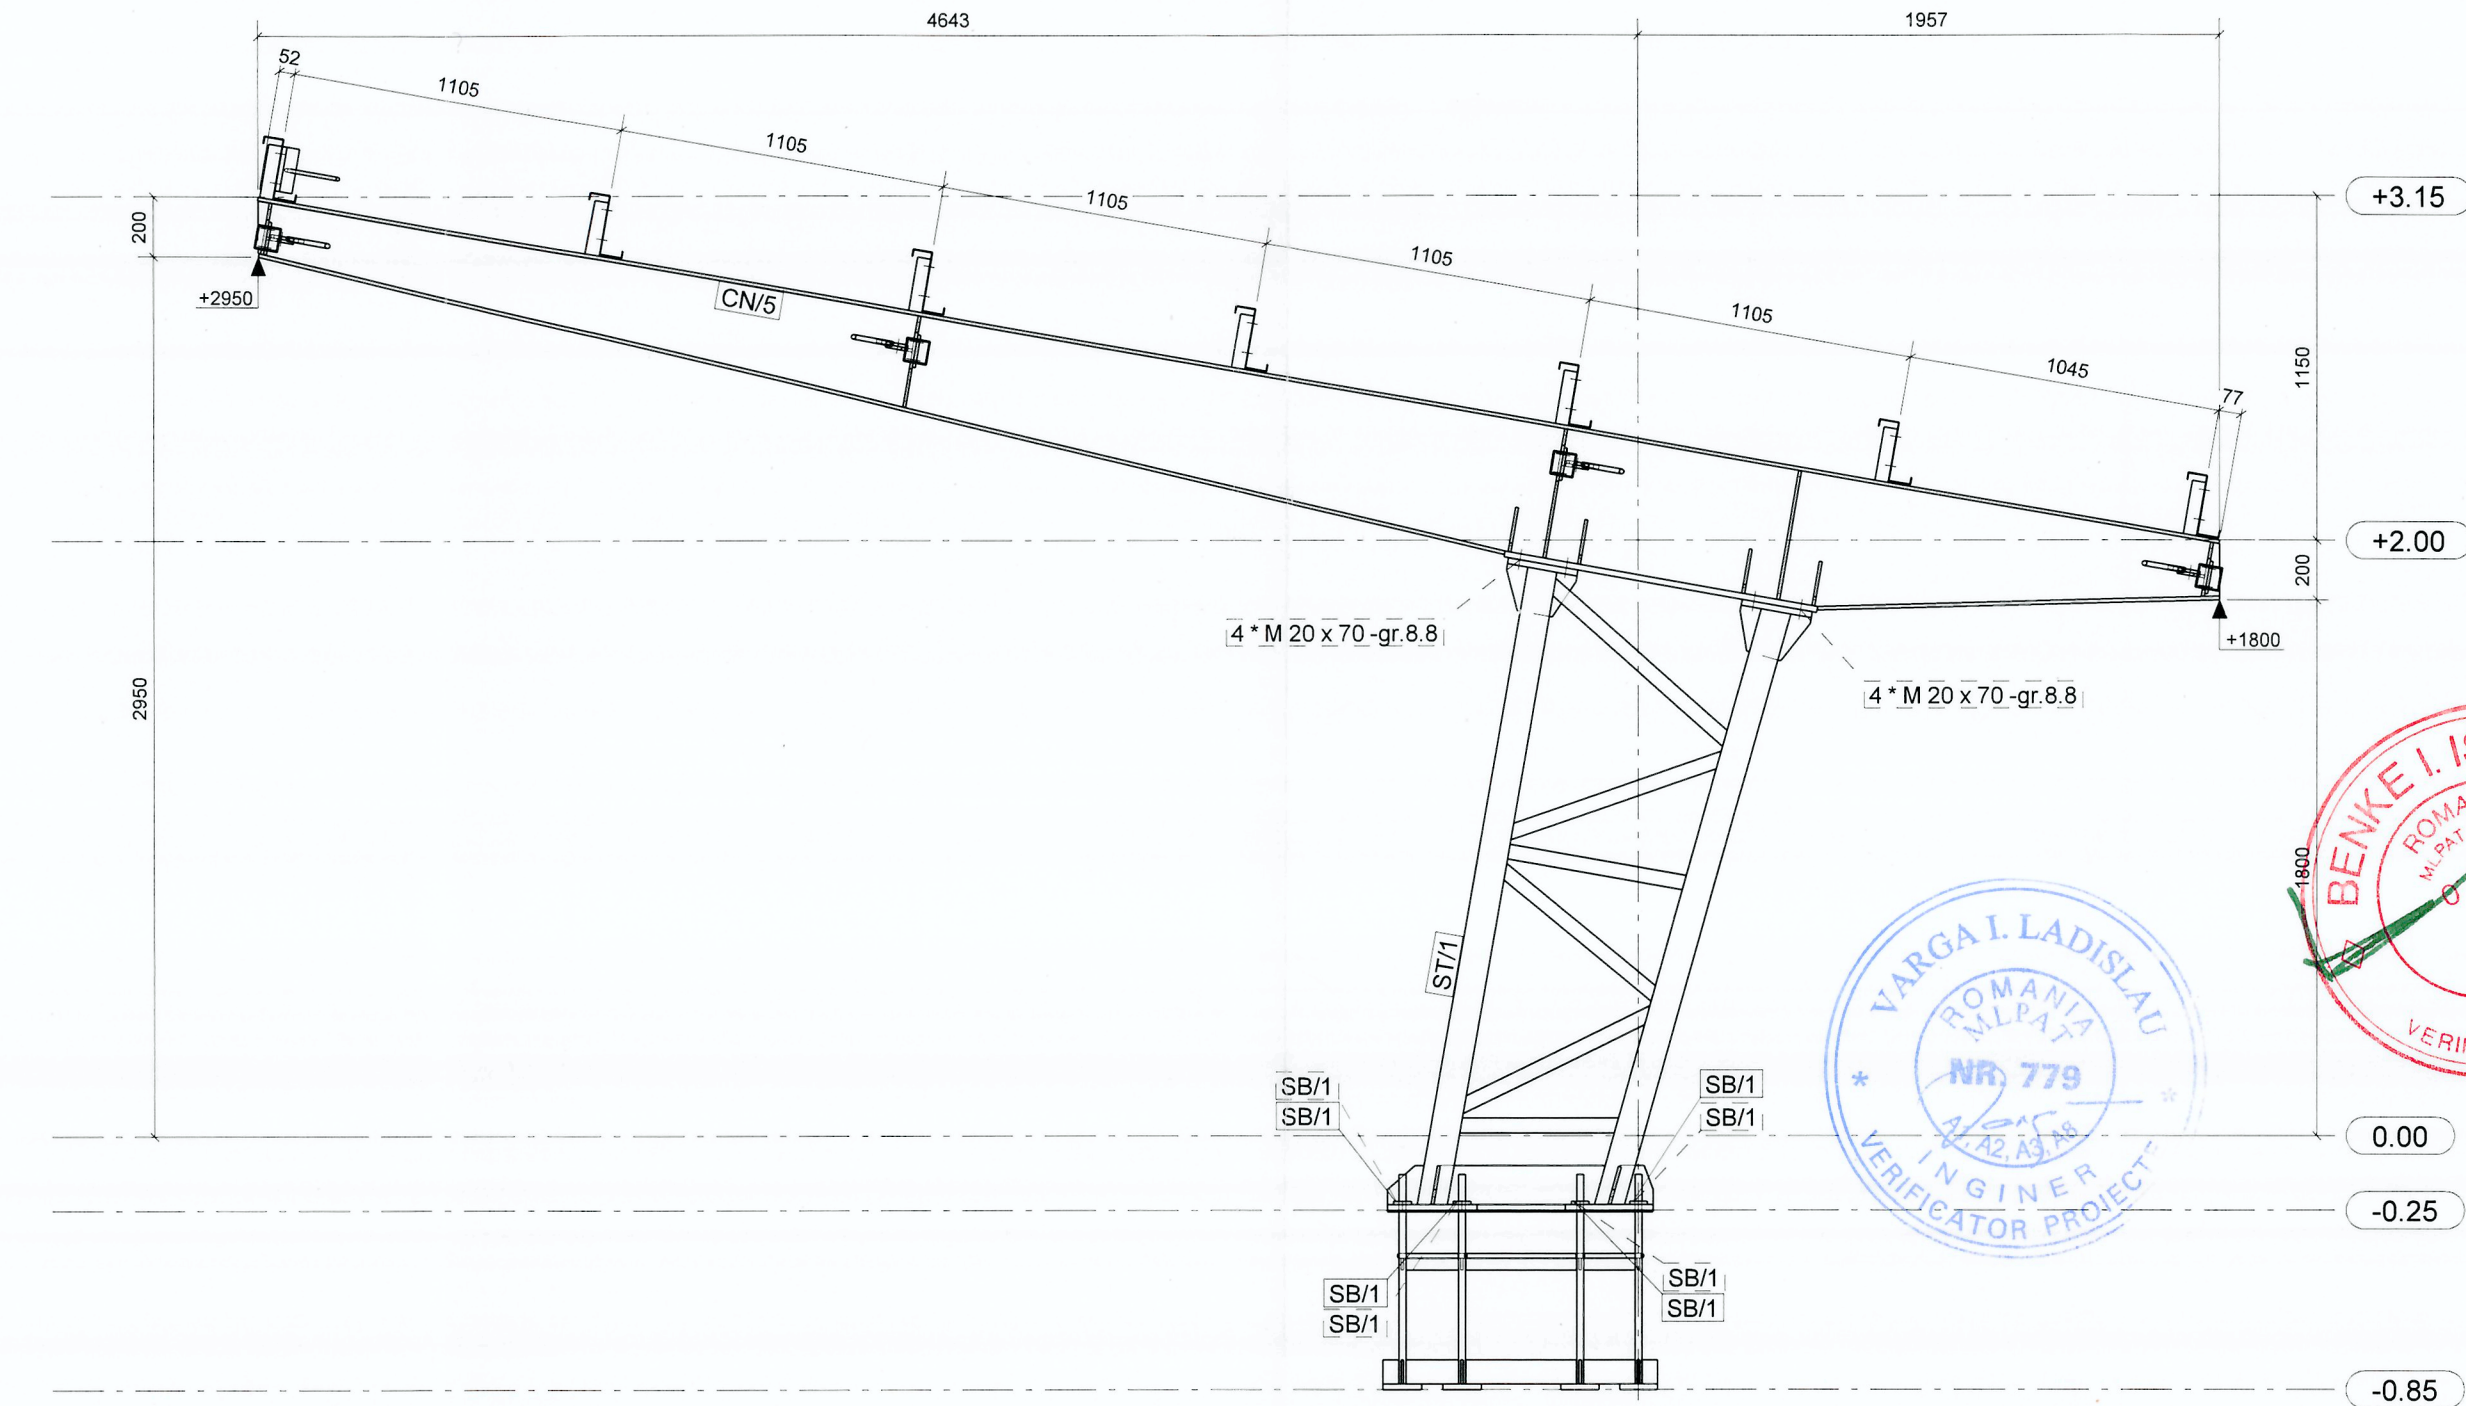 4643
1957
52
1105
1105
1105
1105
1105
1045
77
+3.15
200
+2950
CN/5
1150
+2.00
200
4 * M 20 x 70 -gr.8.8
+1800
4 * M 20 x 70 -gr.8.8
2950
1800
BENKE I.
ROMA
MLPAT
VERI
VARGA I. LADISLAU
ROMANIA
MLPAT
NR. 779
A1, A2, A3, A8
INGINER
VERIFICATOR PROIECTE
ST/1
SB/1
SB/1
SB/1
SB/1
0.00
-0.25
SB/1
SB/1
SB/1
SB/1
-0.85